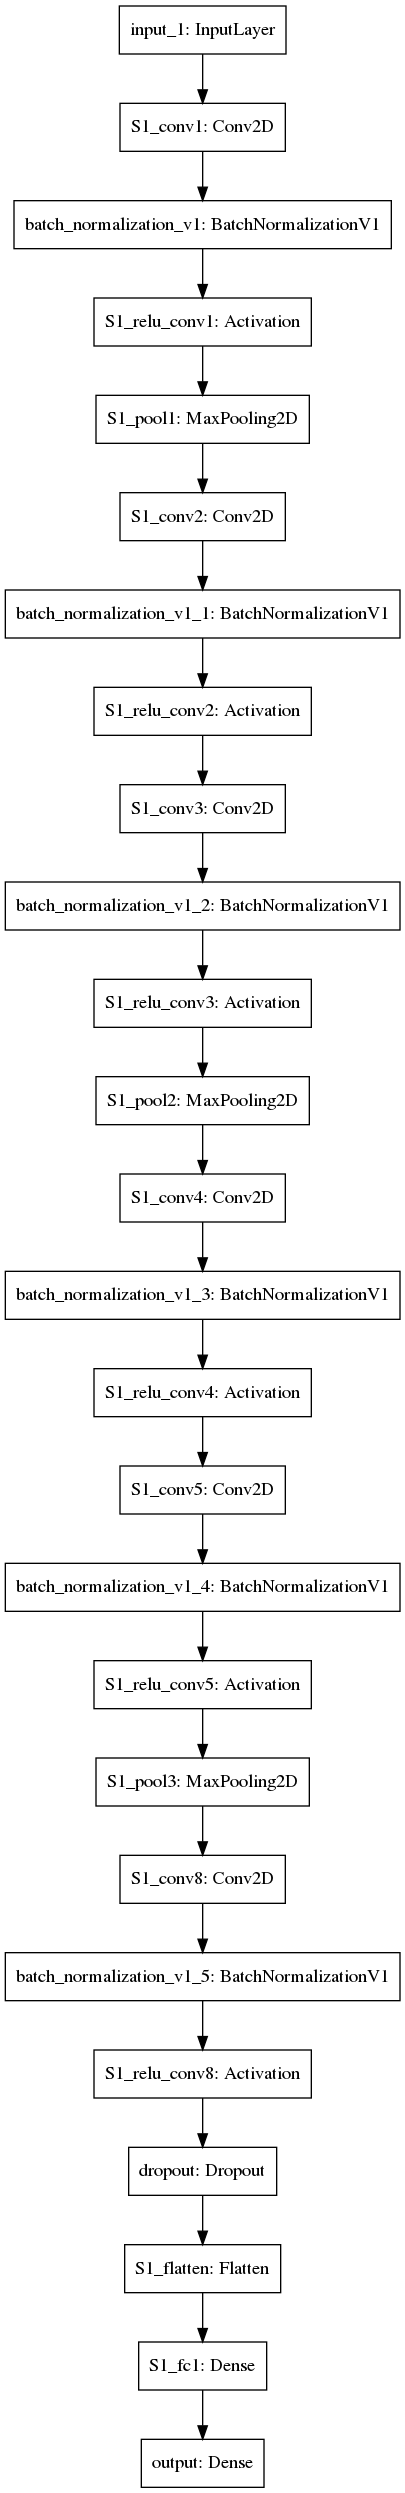 input_1: InputLayer
S1_conv1: Conv2D
batch_normalization_v1: BatchNormalizationV1
S1_relu_conv1: Activation
S1_pool1: MaxPooling2D
S1_conv2: Conv2D
batch_normalization_v1_1: BatchNormalizationV1
S1_relu_conv2: Activation
S1_conv3: Conv2D
batch_normalization_v1_2: BatchNormalizationV1
S1_relu_conv3: Activation
S1_pool2: MaxPooling2D
S1_conv4: Conv2D
batch_normalization_v1_3: BatchNormalizationV1
S1_relu_conv4: Activation
S1_conv5: Conv2D
batch_normalization_v1_4: BatchNormalizationV1
S1_relu_conv5: Activation
S1_pool3: MaxPooling2D
S1_conv8: Conv2D
batch_normalization_v1_5: BatchNormalizationV1
S1_relu_conv8: Activation
dropout: Dropout
S1_flatten: Flatten
S1_fc1: Dense
output: Dense